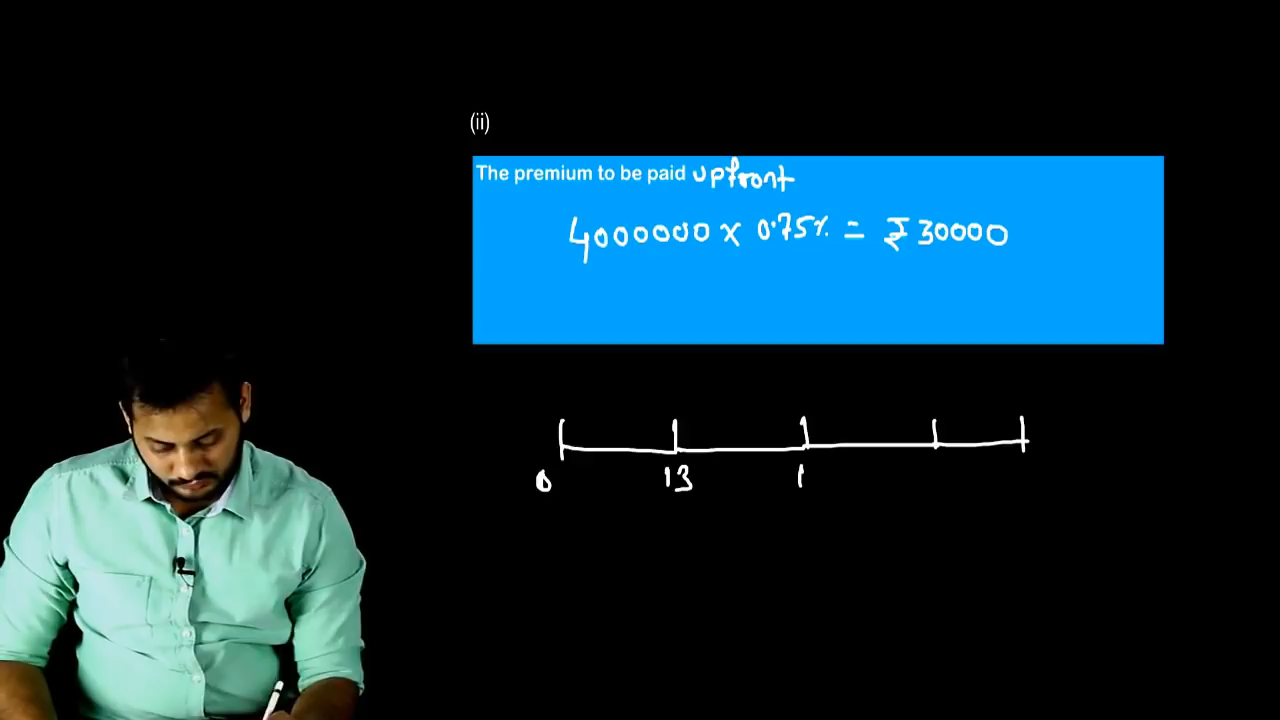 (ii)
The premium to be paid upfront
4000000 x 0.75% = ₹30000
0 13 1